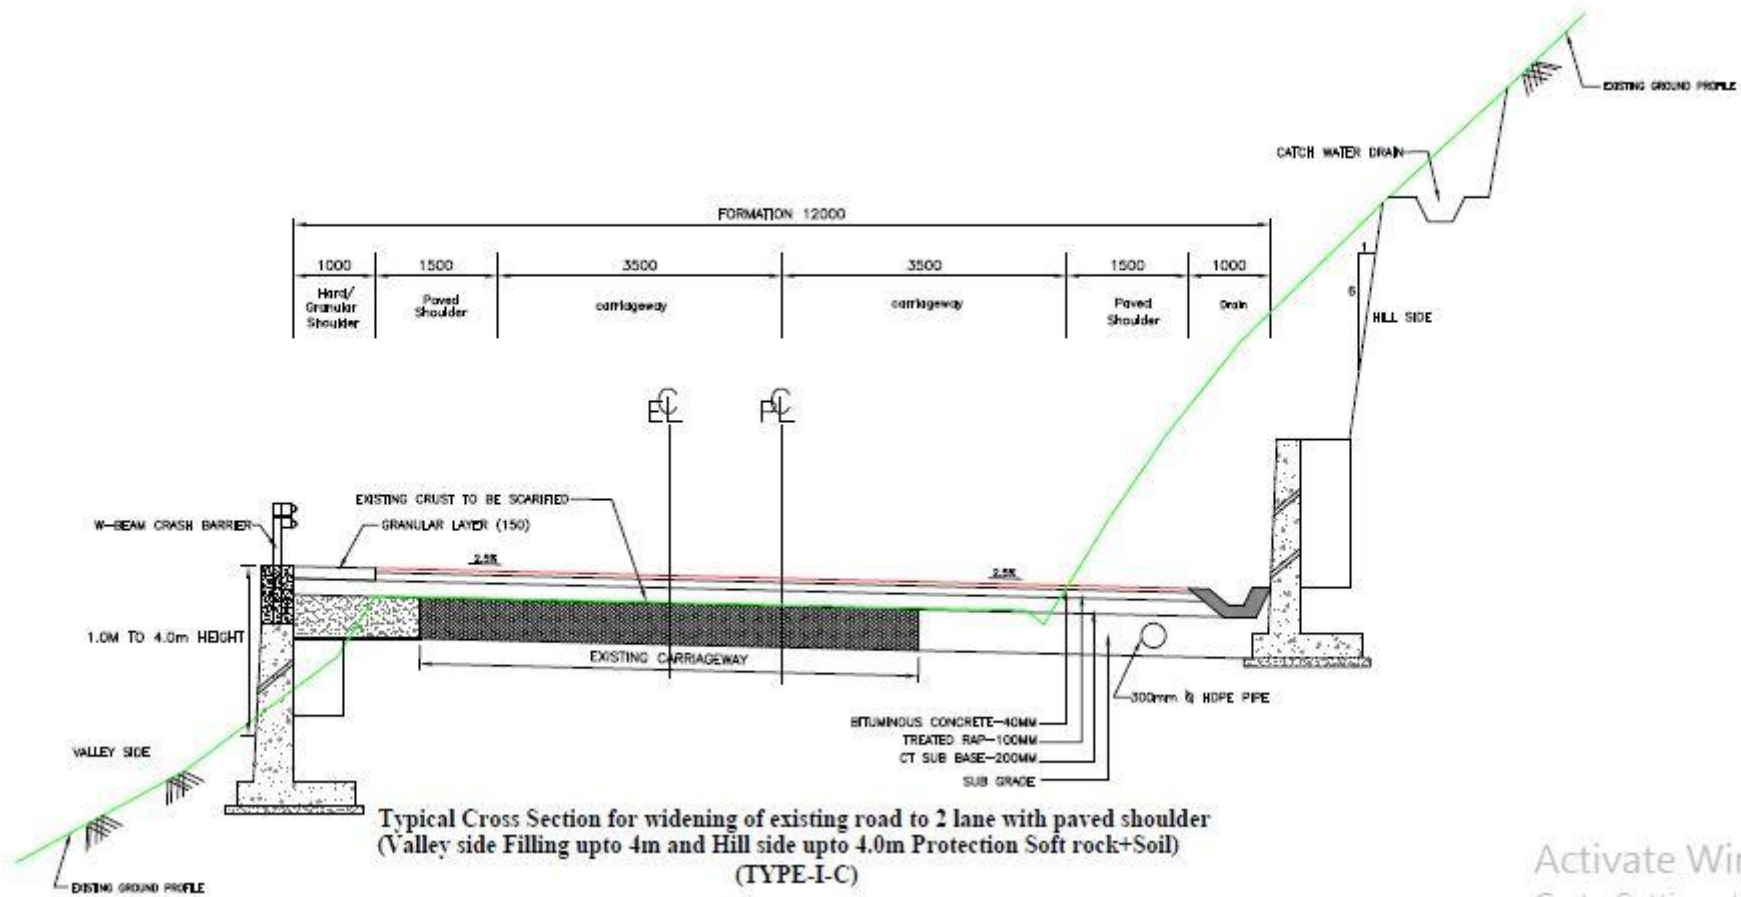 EXISTING GROUND PROFILE
CATCH WATER DRAIN
FORMATION 12000
1000
1500
3500
3500
1500
1000
Hard/
Granular
Shoulder
Paved
Shoulder
carriageway
carriageway
Paved
Shoulder
Drain
1
6
HILL SIDE
E℄
P℄
EXISTING CRUST TO BE SCARIFIED
GRANULAR LAYER (150)
W-BEAM CRASH BARRIER
2.5%
2.5%
1.0M TO 4.0m HEIGHT
EXISTING CARRIAGEWAY
300mm HDPE PIPE
BITUMINOUS CONCRETE-40MM
TREATED RAP-100MM
CT SUB BASE-200MM
SUB GRADE
VALLEY SIDE
EXISTING GROUND PROFILE
Typical Cross Section for widening of existing road to 2 lane with paved shoulder
(Valley side Filling upto 4m and Hill side upto 4.0m Protection Soft rock+Soil)
(TYPE-I-C)
Activate Wi